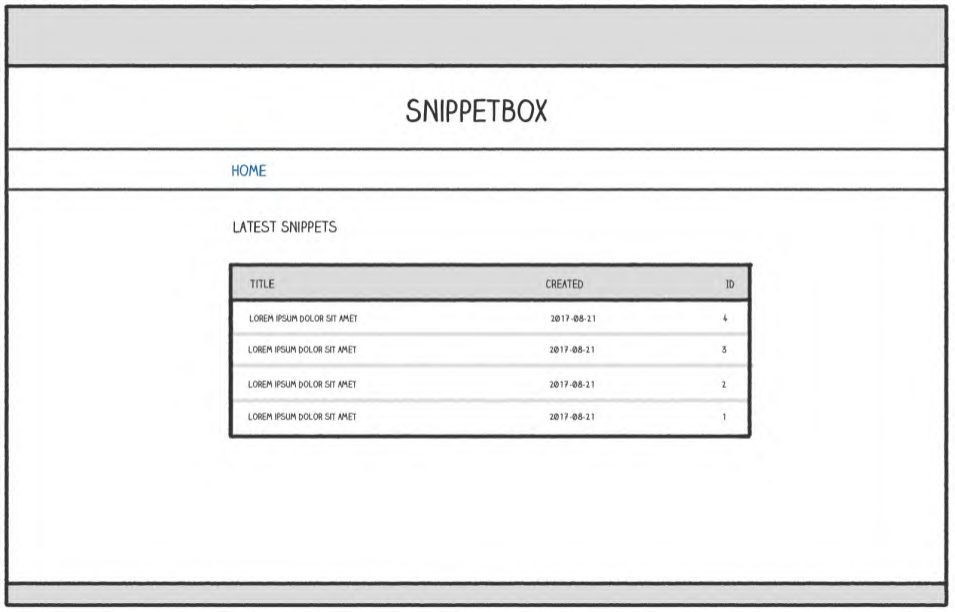 SNIPPETBOX
HOME
LATEST SNIPPETS
TITLE CREATED ID
LOREM IPSUM DOLOR SIT AMET 2017-08-21 4
LOREM IPSUM DOLOR SIT AMET 2017-08-21 3
LOREM IPSUM DOLOR SIT AMET 2017-08-21 2
LOREM IPSUM DOLOR SIT AMET 2017-08-21 1